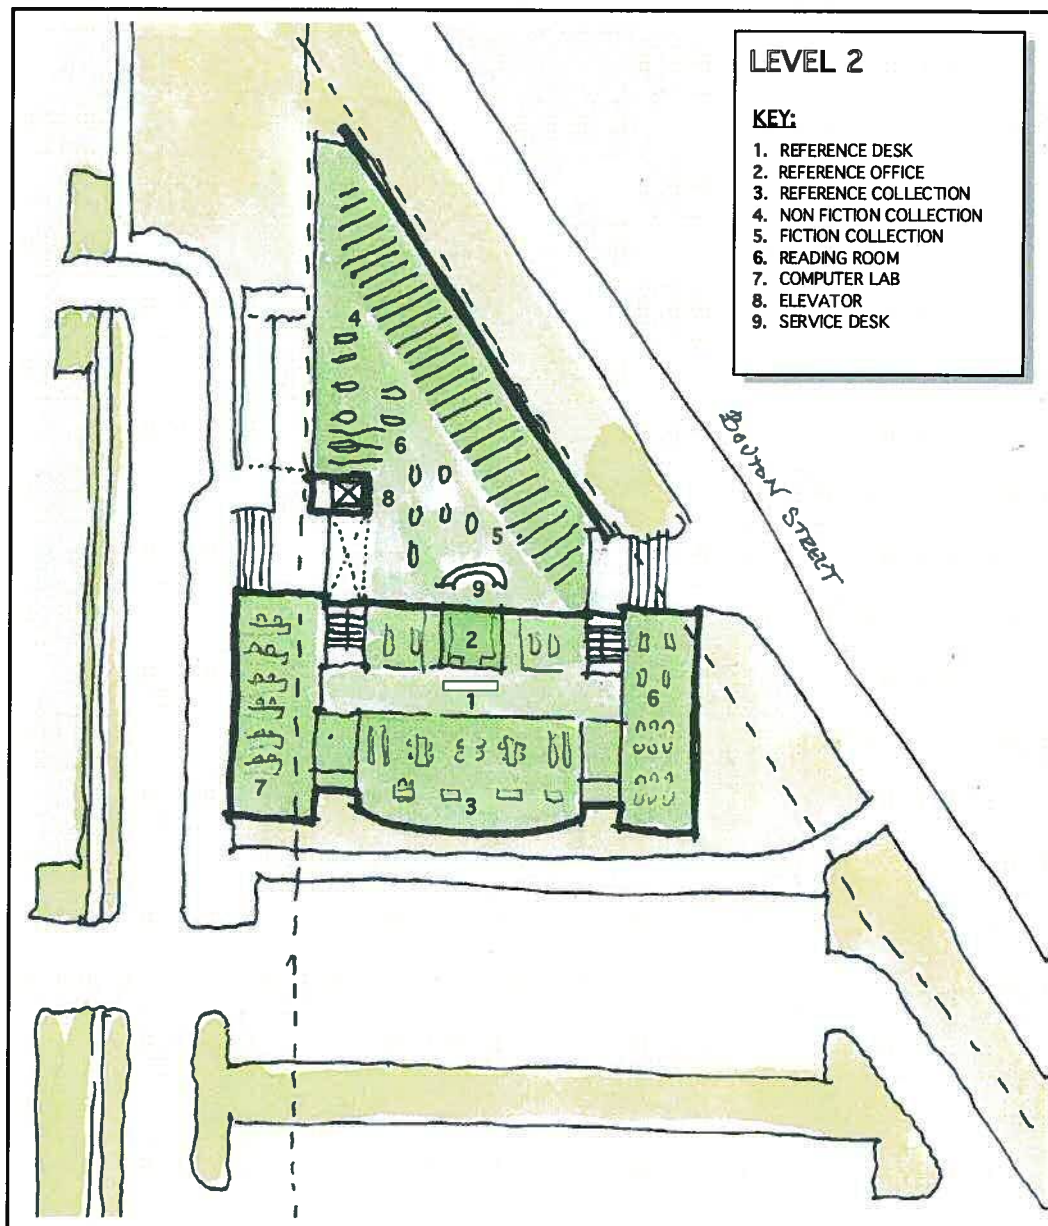 LEVEL 2
KEY:
1. REFERENCE DESK
2. REFERENCE OFFICE
3. REFERENCE COLLECTION
4. NON FICTION COLLECTION
5. FICTION COLLECTION
6. READING ROOM
7. COMPUTER LAB
8. ELEVATOR
9. SERVICE DESK
4
BOUTON STREET
6
8
5
9
2
6
1
7
3